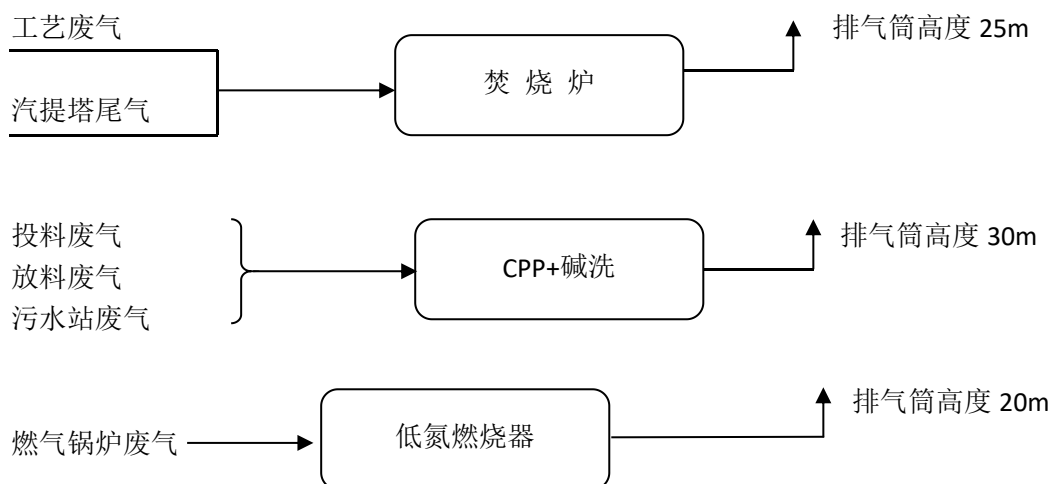 工艺废气
汽提塔尾气
焚 烧 炉
排气筒高度 25m
投料废气
放料废气
污水站废气
CPP+碱洗
排气筒高度 30m
燃气锅炉废气
低氮燃烧器
排气筒高度 20m